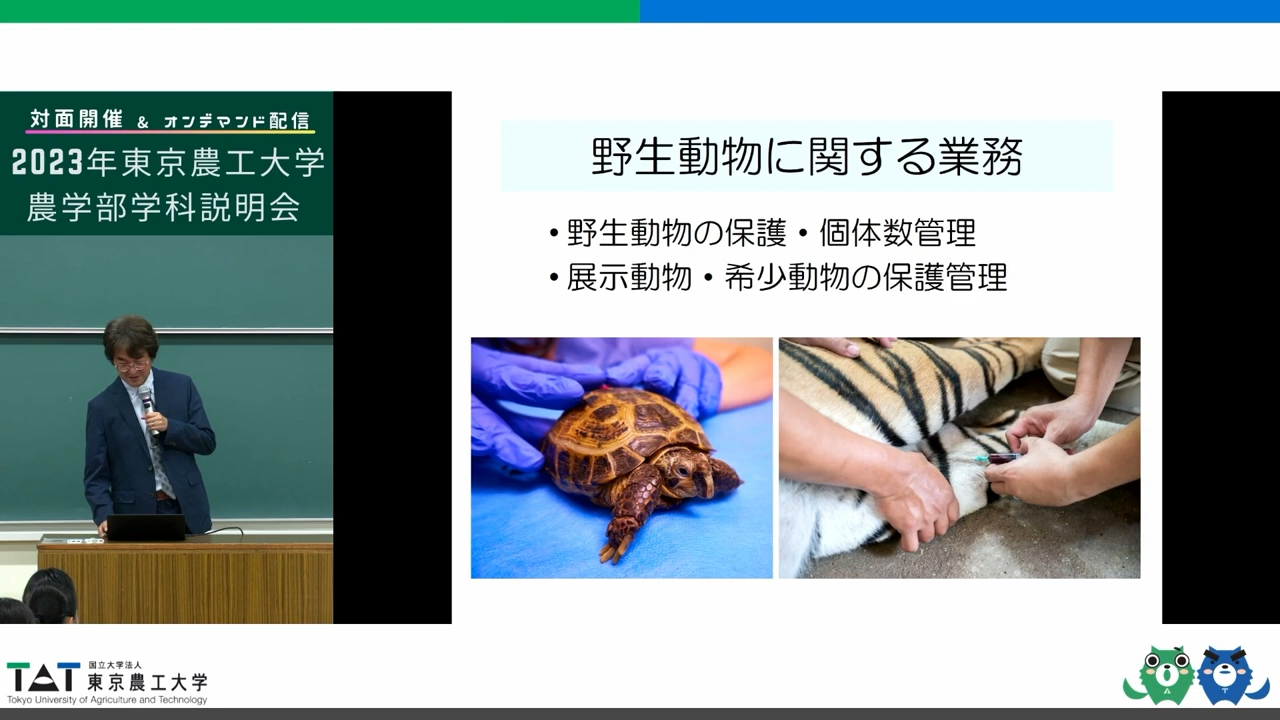 対面開催 & オンデマンド配信
2023年東京農工大学
農学部学科説明会
野生動物に関する業務
• 野生動物の保護・個体数管理
• 展示動物・希少動物の保護管理
TAT 国立大学法人
東京農工大学
Tokyo University of Agriculture and Technology
A T